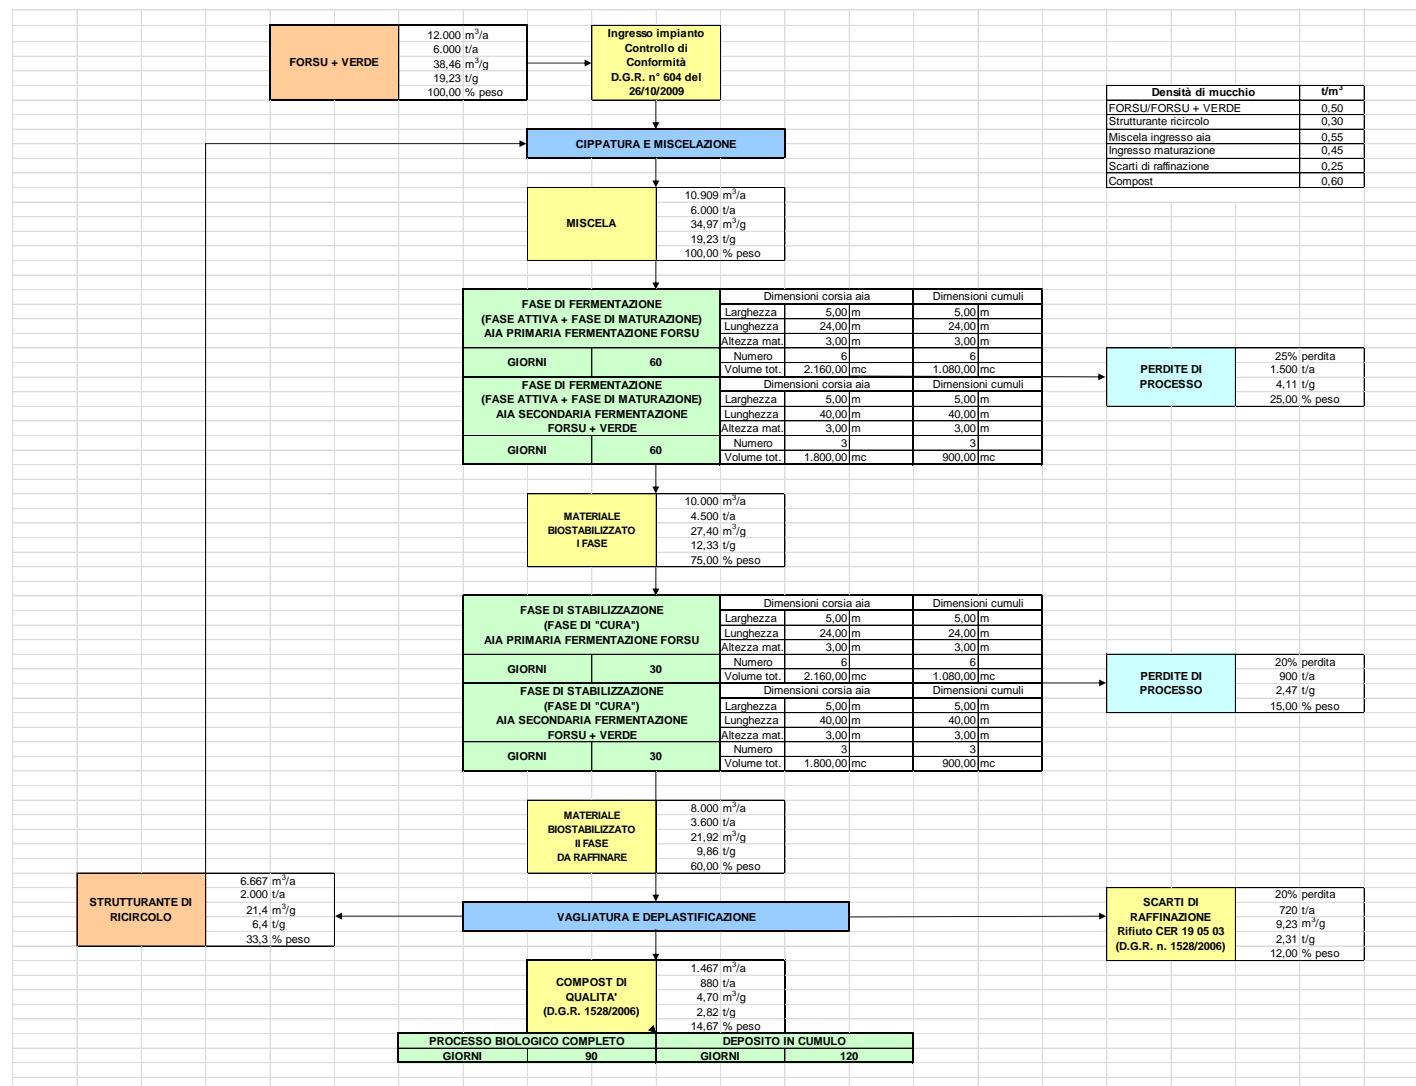 FORSU + VERDE
12.000 m³/a
6.000 t/a
38,46 m³/g
19,23 t/g
100,00 % peso
Ingresso impianto
Controllo di
Conformità
D.G.R. n° 604 del
26/10/2009
Densità di mucchio t/m³
FORSU/FORSU + VERDE 0,50
Strutturante ricircolo 0,30
Miscela ingresso aia 0,55
Ingresso maturazione 0,45
Scarti di raffinazione 0,25
Compost 0,60
CIPPATURA E MISCELAZIONE
MISCELA
10.909 m³/a
6.000 t/a
34,97 m³/g
19,23 t/g
100,00 % peso
FASE DI FERMENTAZIONE
(FASE ATTIVA + FASE DI MATURAZIONE)
AIA PRIMARIA FERMENTAZIONE FORSU
GIORNI 60
Dimensioni corsia aia Dimensioni cumuli
Larghezza 5,00 m 5,00 m
Lunghezza 24,00 m 24,00 m
Altezza mat. 3,00 m 3,00 m
Numero 6 6
Volume tot. 2.160,00 mc 1.080,00 mc
FASE DI FERMENTAZIONE
(FASE ATTIVA + FASE DI MATURAZIONE)
AIA SECONDARIA FERMENTAZIONE
FORSU + VERDE
GIORNI 60
Dimensioni corsia aia Dimensioni cumuli
Larghezza 5,00 m 5,00 m
Lunghezza 40,00 m 40,00 m
Altezza mat. 3,00 m 3,00 m
Numero 3 3
Volume tot. 1.800,00 mc 900,00 mc
PERDITE DI
PROCESSO
25% perdita
1.500 t/a
4,11 t/g
25,00 % peso
MATERIALE
BIOSTABILIZZATO
I FASE
10.000 m³/a
4.500 t/a
27,40 m³/g
12,33 t/g
75,00 % peso
FASE DI STABILIZZAZIONE
(FASE DI "CURA")
AIA PRIMARIA FERMENTAZIONE FORSU
GIORNI 30
Dimensioni corsia aia Dimensioni cumuli
Larghezza 5,00 m 5,00 m
Lunghezza 24,00 m 24,00 m
Altezza mat. 3,00 m 3,00 m
Numero 6 6
Volume tot. 2.160,00 mc 1.080,00 mc
FASE DI STABILIZZAZIONE
(FASE DI "CURA")
AIA SECONDARIA FERMENTAZIONE
FORSU + VERDE
GIORNI 30
Dimensioni corsia aia Dimensioni cumuli
Larghezza 5,00 m 5,00 m
Lunghezza 40,00 m 40,00 m
Altezza mat. 3,00 m 3,00 m
Numero 3 3
Volume tot. 1.800,00 mc 900,00 mc
PERDITE DI
PROCESSO
20% perdita
900 t/a
2,47 t/g
15,00 % peso
MATERIALE
BIOSTABILIZZATO
II FASE
DA RAFFINARE
8.000 m³/a
3.600 t/a
21,92 m³/g
9,86 t/g
60,00 % peso
STRUTTURANTE DI
RICIRCOLO
6.667 m³/a
2.000 t/a
21,4 m³/g
6,4 t/g
33,3 % peso
VAGLIATURA E DEPLASTIFICAZIONE
SCARTI DI
RAFFINAZIONE
Rifiuto CER 19 05 03
(D.G.R. n. 1528/2006)
20% perdita
720 t/a
9,23 m³/g
2,31 t/g
12,00 % peso
COMPOST DI
QUALITA'
(D.G.R. 1528/2006)
1.467 m³/a
880 t/a
4,70 m³/g
2,82 t/g
14,67 % peso
PROCESSO BIOLOGICO COMPLETO DEPOSITO IN CUMULO
GIORNI 90 GIORNI 120